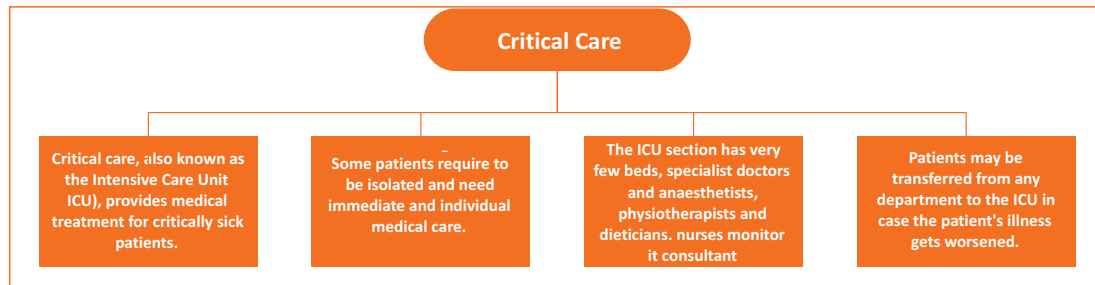 Critical Care
Critical care, also known as
the Intensive Care Unit
ICU), provides medical
treatment for critically sick
patients.
Some patients require to
be isolated and need
immediate and individual
medical care.
The ICU section has very
few beds, specialist doctors
and anaesthetists,
physiotherapists and
dieticians. nurses monitor
it consultant
Patients may be
transferred from any
department to the ICU in
case the patient's illness
gets worsened.